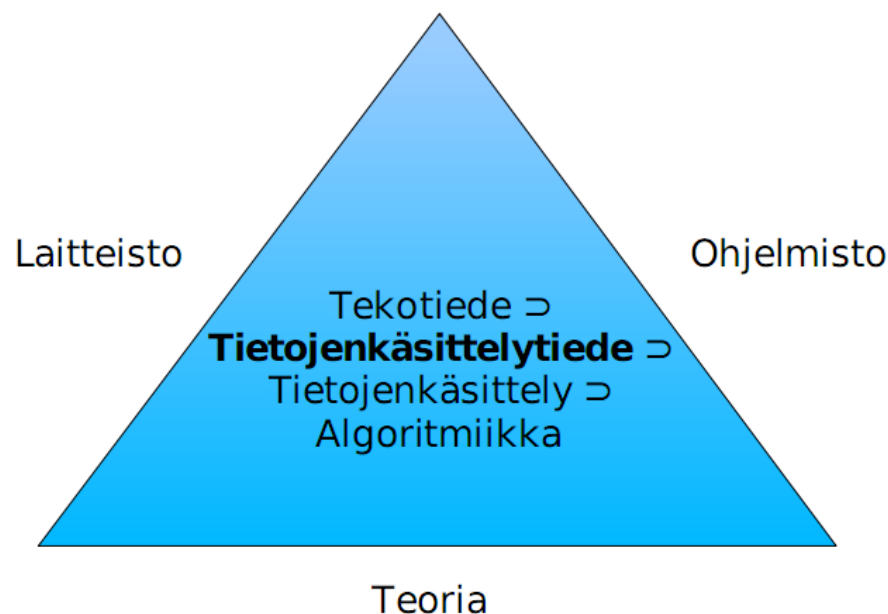 Laitteisto
Ohjelmisto
Tekotiede ⊃
Tietojenkäsittelytiede ⊃
Tietojenkäsittely ⊃
Algoritmiikka
Teoria